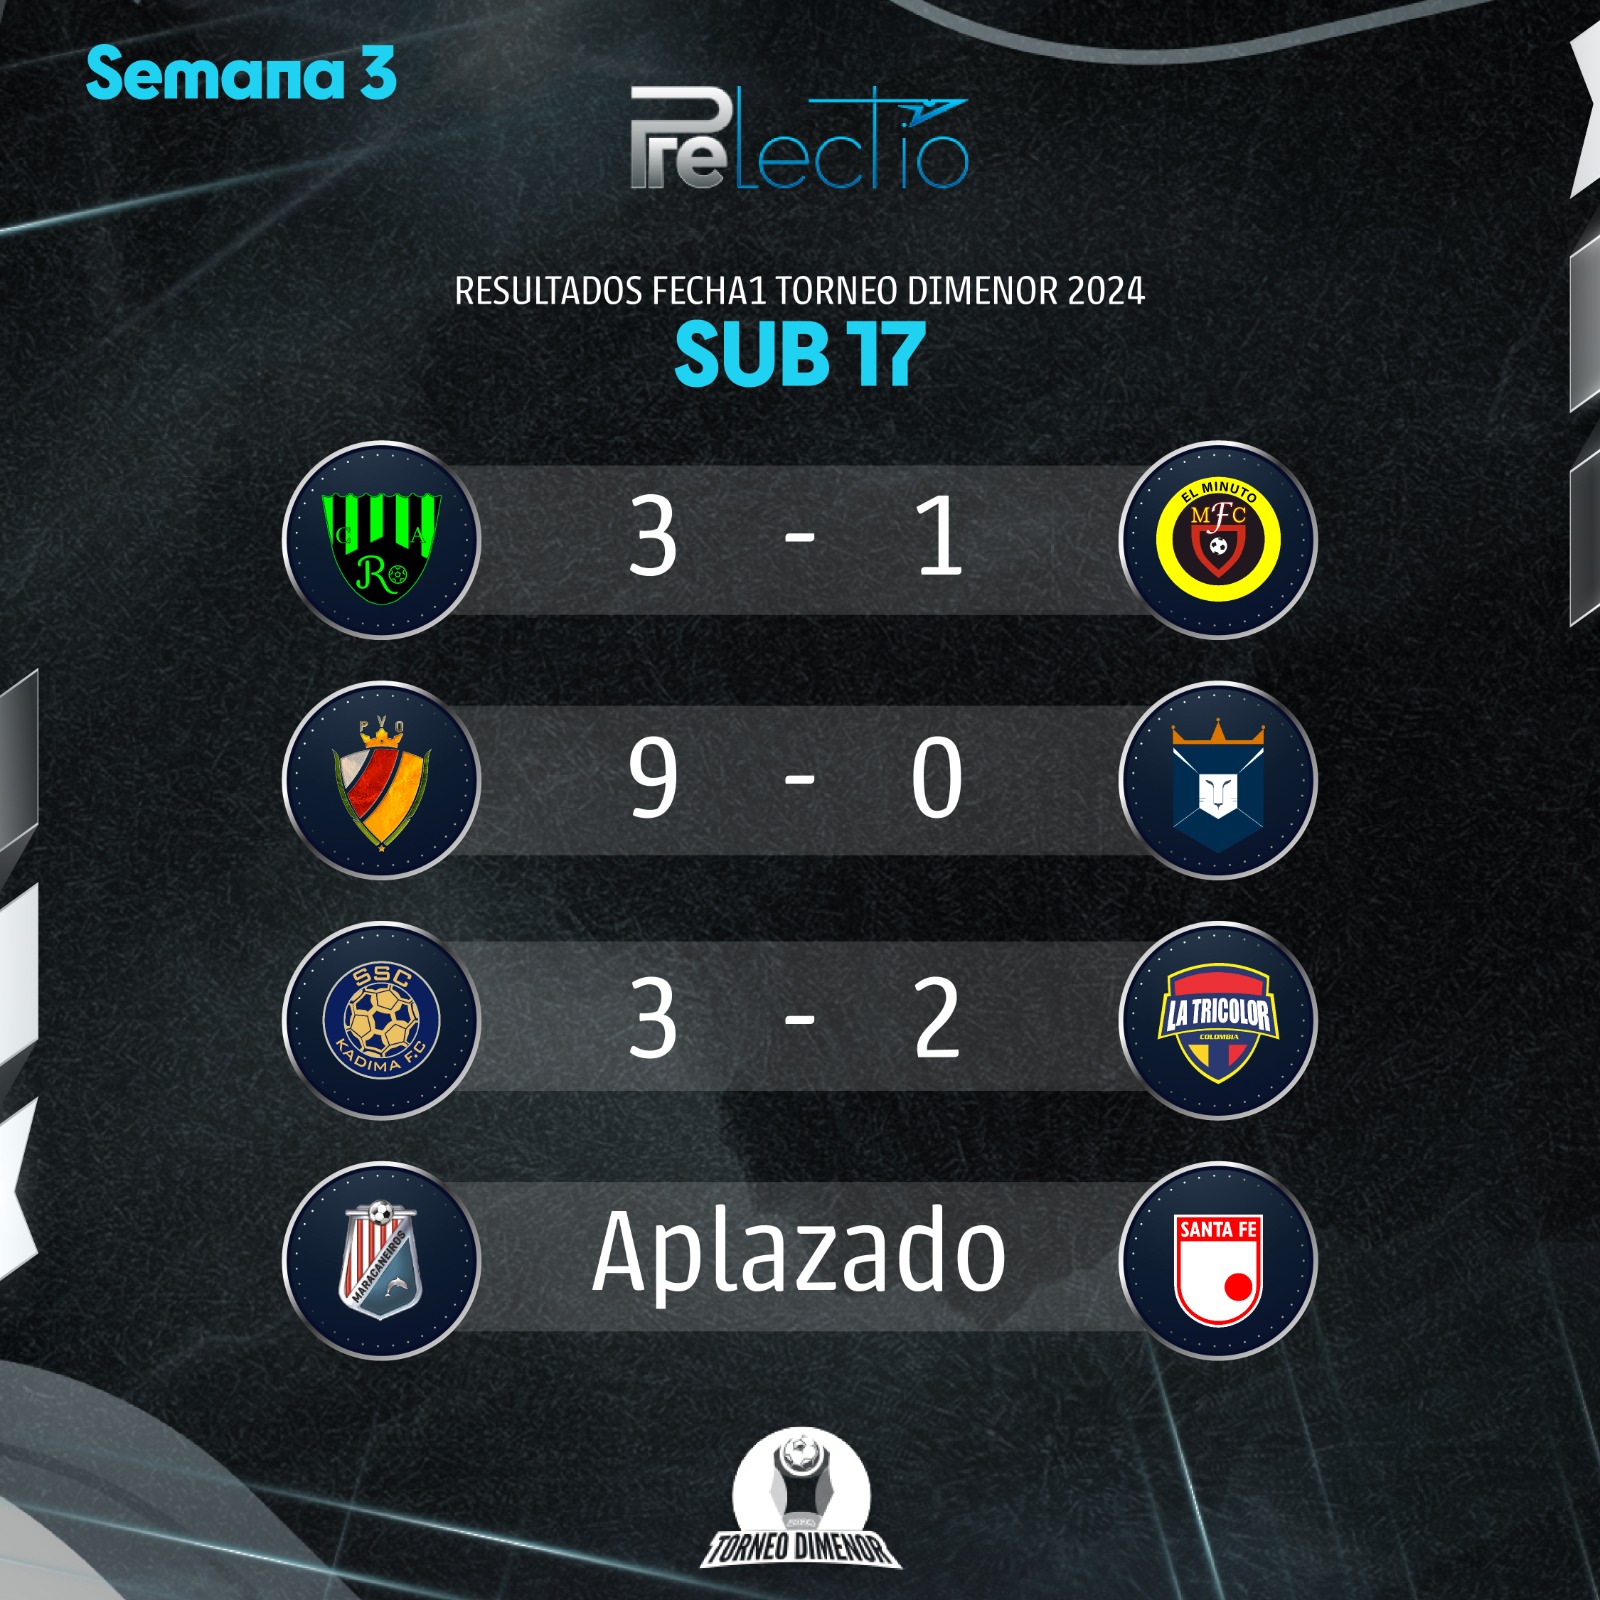 Semana 3
PreLectio
RESULTADOS FECHA1 TORNEO DIMENOR 2024
SUB 17
C A
R
3 - 1
EL MINUTO
MFC
P V O
9 - 0
SSC
KADIMA F.C
3 - 2
LA TRICOLOR
COLOMBIA
MARACANEIROS
Aplazado
SANTA FE
TORNEO DIMENOR